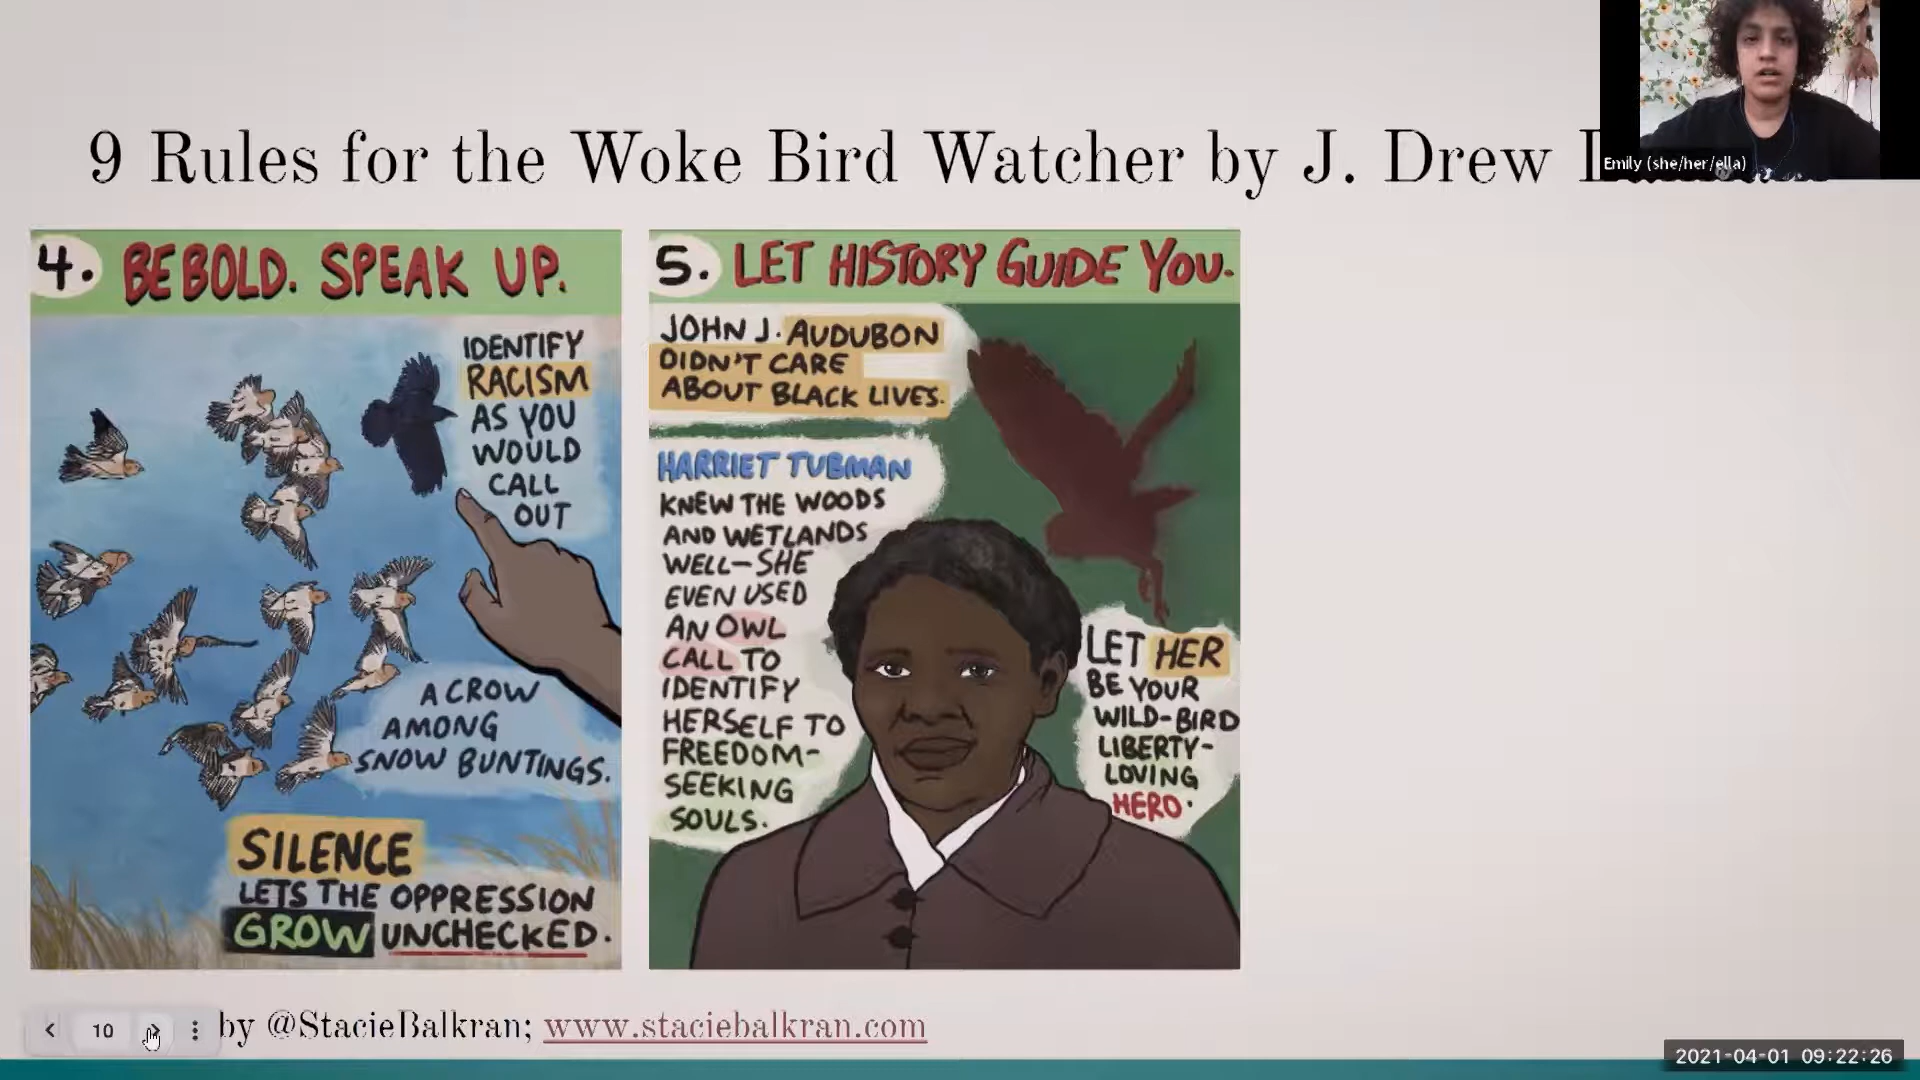 9 Rules for the Woke Bird Watcher by J. Drew
Emily (she/her/ella)
4. BE BOLD. SPEAK UP.
IDENTIFY
RACISM
AS YOU
WOULD
CALL
OUT
A CROW
AMONG
SNOW BUNTINGS.
SILENCE
LETS THE OPPRESSION
GROW UNCHECKED.
5. LET HISTORY GUIDE YOU.
JOHN J. AUDUBON
DIDN'T CARE
ABOUT BLACK LIVES.
HARRIET TUBMAN
KNEW THE WOODS
AND WETLANDS
WELL—SHE
EVEN USED
AN OWL
CALL TO
IDENTIFY
HERSELF TO
FREEDOM-
SEEKING
SOULS.
LET HER
BE YOUR
WILD-BIRD
LIBERTY-
LOVING
HERO.
10
by @StacieBalkran; www.staciebalkran.com
2021-04-01 09:22:26